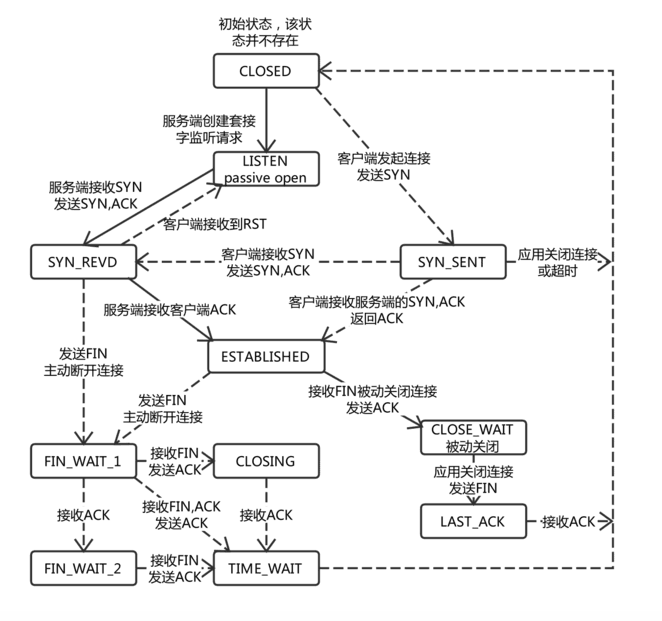 初始状态，该状
态并不存在
CLOSED
服务端创建套接
字监听请求
LISTEN
passive open
客户端发起连接
发送SYN
服务端接收SYN
发送SYN,ACK
客户端接收到RST
SYN_REVD
客户端接收SYN
发送SYN,ACK
SYN_SENT
应用关闭连接
或超时
服务端接收客户端ACK
客户端接收服务端的SYN,ACK
返回ACK
ESTABLISHED
发送FIN
主动断开连接
发送FIN
主动断开连接
接收FIN被动关闭连接
发送ACK
CLOSE_WAIT
被动关闭
FIN_WAIT_1
接收FIN
发送ACK
CLOSING
应用关闭连接
发送FIN
接收ACK
接收FIN,ACK
发送ACK
接收ACK
LAST_ACK
接收ACK
FIN_WAIT_2
接收FIN
发送ACK
TIME_WAIT